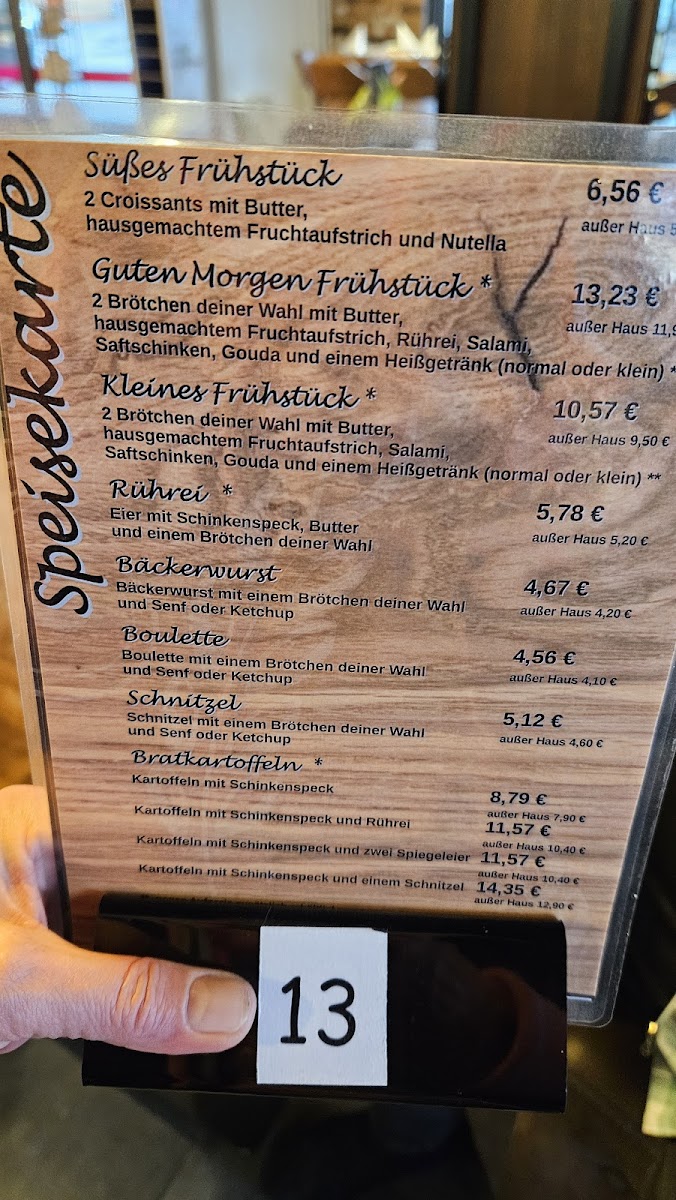 Speisekarte
Süßes Frühstück
6,56 €
2 Croissants mit Butter,
außer Haus
hausgemachtem Fruchtaufstrich und Nutella
Guten Morgen Frühstück *
13,23 €
2 Brötchen deiner Wahl mit Butter,
außer Haus
hausgemachtem Fruchtaufstrich, Rührei, Salami,
Saftschinken, Gouda und einem Heißgetränk (normal oder klein) *
Kleines Frühstück *
10,57 €
2 Brötchen deiner Wahl mit Butter,
außer Haus 9,50 €
hausgemachtem Fruchtaufstrich, Salami,
Saftschinken, Gouda und einem Heißgetränk (normal oder klein) **
Rührei *
5,78 €
Eier mit Schinkenspeck, Butter
außer Haus 5,20 €
und einem Brötchen deiner Wahl
Bäckerwurst
4,67 €
Bäckerwurst mit einem Brötchen deiner Wahl
außer Haus 4,20 €
und Senf oder Ketchup
Boulette
4,56 €
Boulette mit einem Brötchen deiner Wahl
außer Haus 4,10 €
und Senf oder Ketchup
Schnitzel
5,12 €
Schnitzel mit einem Brötchen deiner Wahl
außer Haus 4,60 €
und Senf oder Ketchup
Bratkartoffeln *
Kartoffeln mit Schinkenspeck
8,79 €
außer Haus 7,90 €
Kartoffeln mit Schinkenspeck und Rührei
11,57 €
außer Haus 10,40 €
Kartoffeln mit Schinkenspeck und zwei Spiegeleier
11,57 €
außer Haus 10,40 €
Kartoffeln mit Schinkenspeck und einem Schnitzel
14,35 €
außer Haus 12,90 €
13